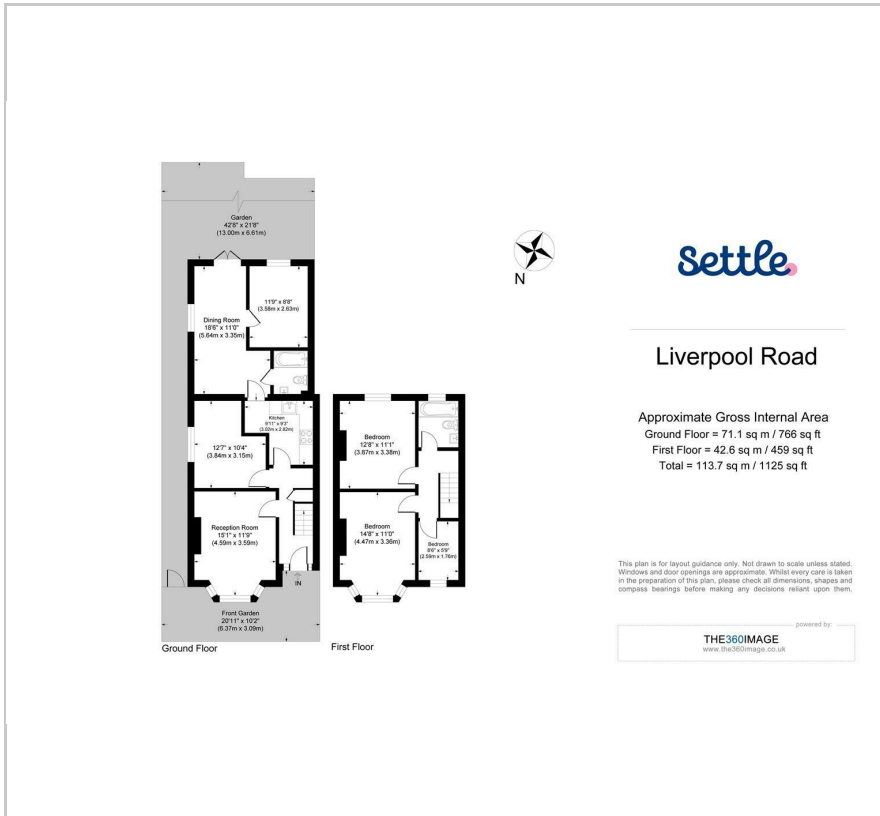 Garden
42'8" x 21'8"
(13.00m x 6.61m)
11'9" x 8'8"
(3.58m x 2.63m)
Dining Room
18'6" x 11'0"
(5.64m x 3.35m)
Kitchen
9'11" x 9'3"
(3.02m x 2.82m)
12'7" x 10'4"
(3.84m x 3.15m)
Reception Room
15'1" x 11'9"
(4.59m x 3.59m)
IN
Front Garden
20'11" x 10'2"
(6.37m x 3.09m)
Ground Floor
Bedroom
12'8" x 11'1"
(3.87m x 3.38m)
Bedroom
14'8" x 11'0"
(4.47m x 3.36m)
Bedroom
8'6" x 5'9"
(2.59m x 1.76m)
First Floor
N
Settle
Liverpool Road
Approximate Gross Internal Area
Ground Floor = 71.1 sq m / 766 sq ft
First Floor = 42.6 sq m / 459 sq ft
Total = 113.7 sq m / 1125 sq ft
This plan is for layout guidance only. Not drawn to scale unless stated.
Windows and door openings are approximate. Whilst every care is taken
in the preparation of this plan, please check all dimensions, shapes and
compass bearings before making any decisions reliant upon them.
powered by:
THE360IMAGE
www.the360image.co.uk